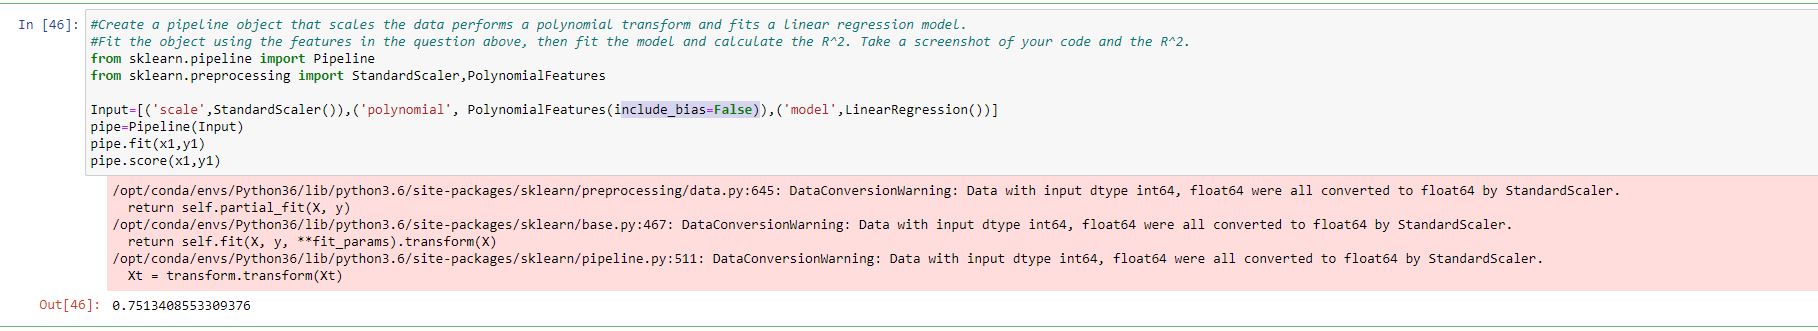 In [46]: #Create a pipeline object that scales the data performs a polynomial transform and fits a linear regression model.
#Fit the object using the features in the question above, then fit the model and calculate the R^2. Take a screenshot of your code and the R^2.
from sklearn.pipeline import Pipeline
from sklearn.preprocessing import StandardScaler,PolynomialFeatures
Input=[('scale',StandardScaler()),('polynomial', PolynomialFeatures(include_bias=False)),('model',LinearRegression())]
pipe=Pipeline(Input)
pipe.fit(x1,y1)
pipe.score(x1,y1)
/opt/conda/envs/Python36/lib/python3.6/site-packages/sklearn/preprocessing/data.py:645: DataConversionWarning: Data with input dtype int64, float64 were all converted to float64 by StandardScaler.
return self.partial_fit(X, y)
/opt/conda/envs/Python36/lib/python3.6/site-packages/sklearn/base.py:467: DataConversionWarning: Data with input dtype int64, float64 were all converted to float64 by StandardScaler.
return self.fit(X, y, **fit_params).transform(X)
/opt/conda/envs/Python36/lib/python3.6/site-packages/sklearn/pipeline.py:511: DataConversionWarning: Data with input dtype int64, float64 were all converted to float64 by StandardScaler.
Xt = transform.transform(Xt)
Out[46]: 0.7513408553309376